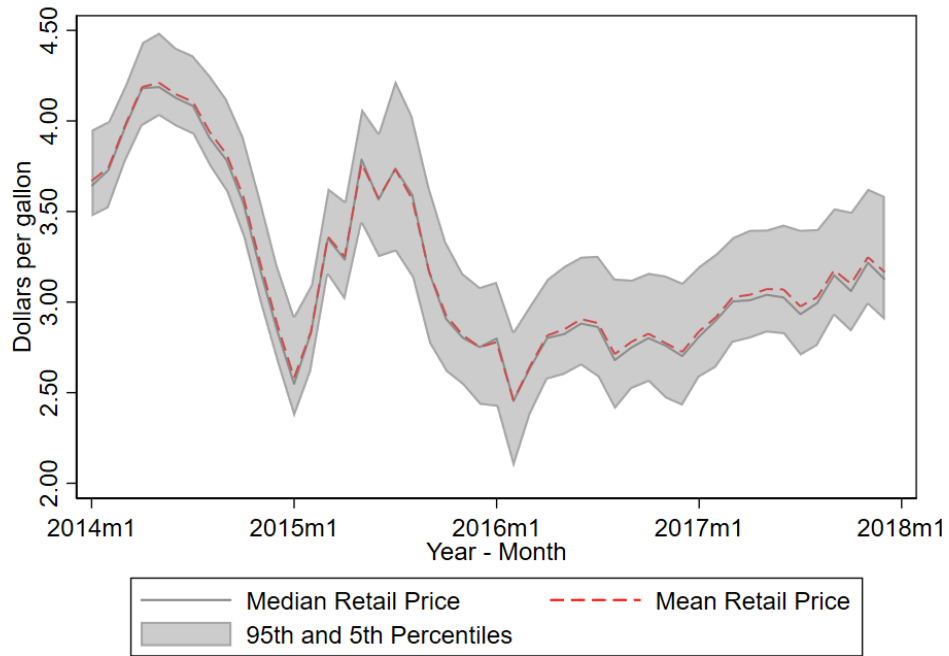 4.50
4.00
3.50
3.00
2.50
2.00
Dollars per gallon
2014m1 2015m1 2016m1 2017m1 2018m1
Year - Month
Median Retail Price Mean Retail Price
95th and 5th Percentiles